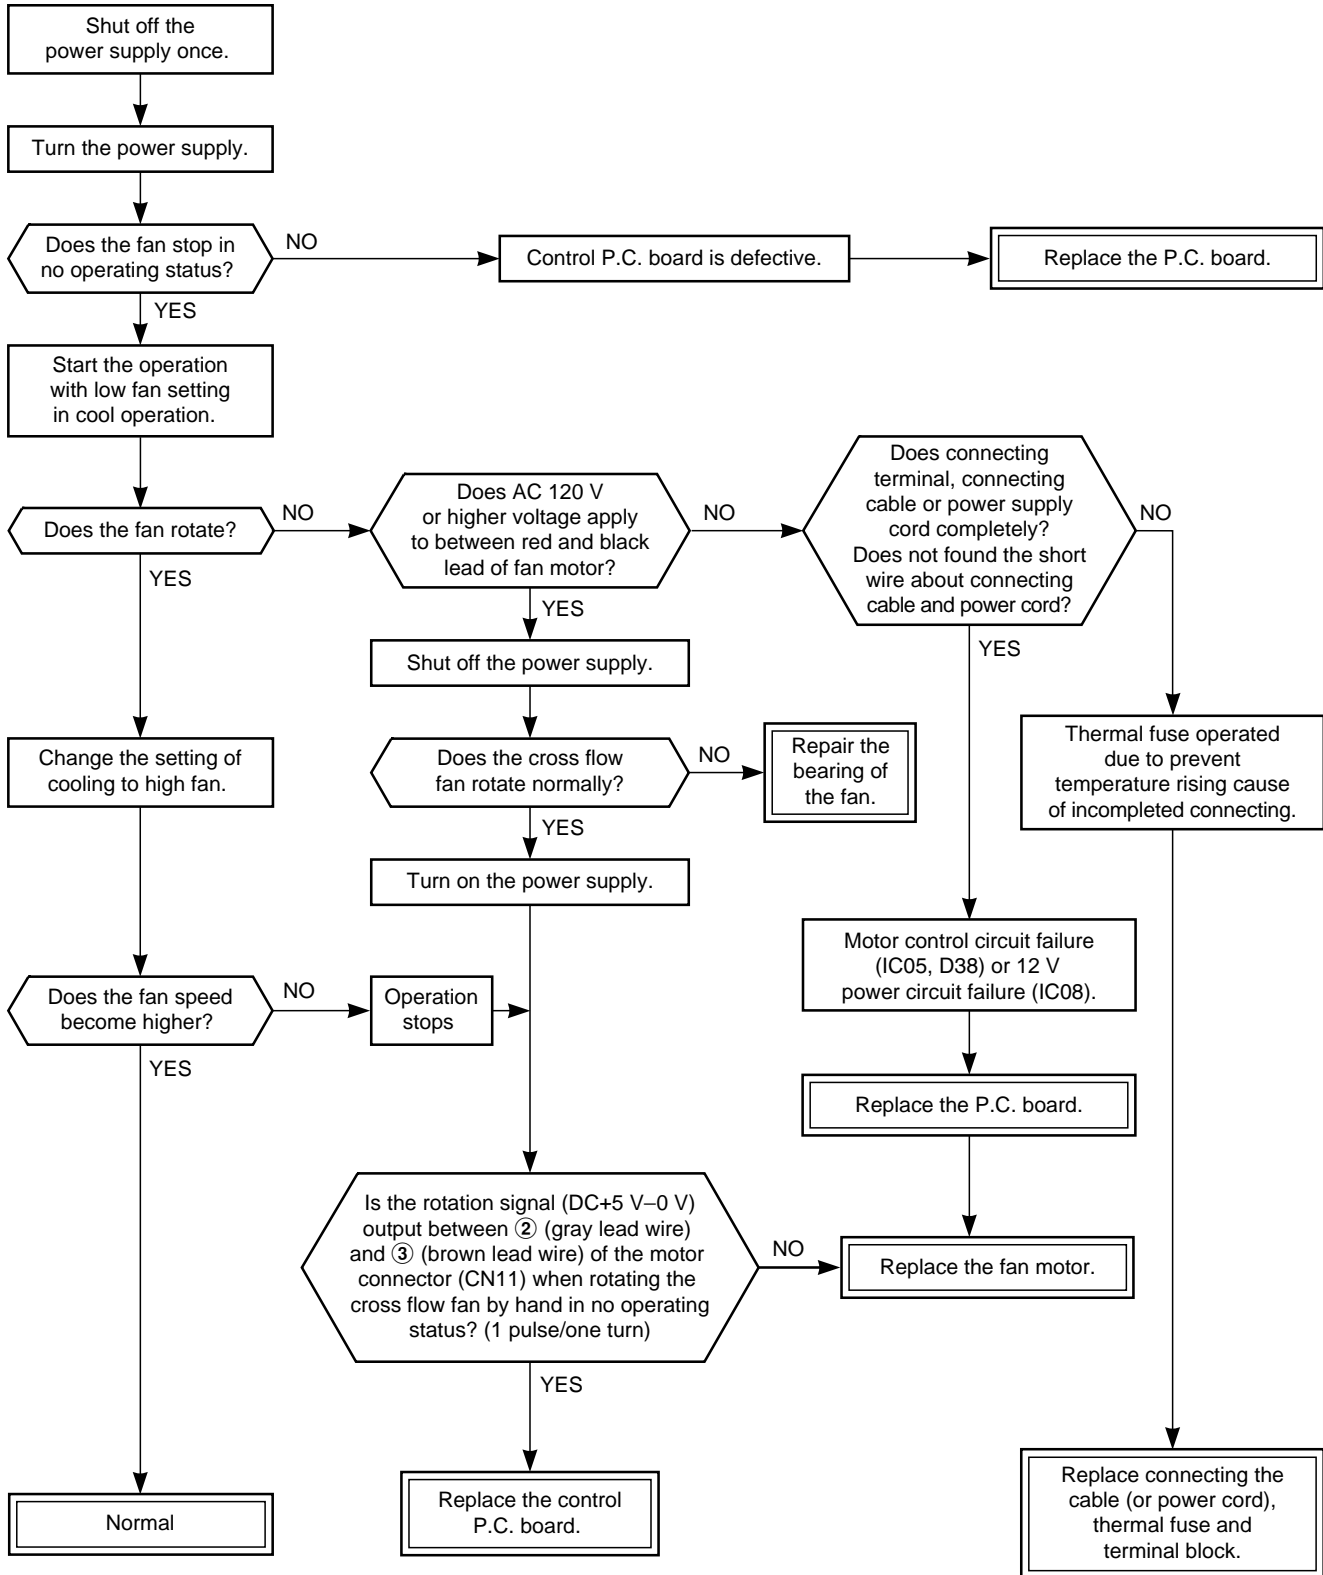 Shut off the
power supply once.
Turn the power supply.
Does the fan stop in
no operating status?
NO
Control P.C. board is defective.
Replace the P.C. board.
YES
Start the operation
with low fan setting
in cool operation.
Does the fan rotate?
NO
Does AC 120 V
or higher voltage apply
to between red and black
lead of fan motor?
NO
Does connecting
terminal, connecting
cable or power supply
cord completely?
Does not found the short
wire about connecting
cable and power cord?
NO
YES
YES
YES
Shut off the power supply.
Change the setting of
cooling to high fan.
Does the cross flow
fan rotate normally?
NO
Repair the
bearing of
the fan.
Thermal fuse operated
due to prevent
temperature rising cause
of incompleted connecting.
YES
Turn on the power supply.
Motor control circuit failure
(IC05, D38) or 12 V
power circuit failure (IC08).
Does the fan speed
become higher?
NO
Operation
stops
YES
Replace the P.C. board.
Is the rotation signal (DC+5 V–0 V)
output between ② (gray lead wire)
and ③ (brown lead wire) of the motor
connector (CN11) when rotating the
cross flow fan by hand in no operating
status? (1 pulse/one turn)
NO
Replace the fan motor.
YES
Normal
Replace the control
P.C. board.
Replace connecting the
cable (or power cord),
thermal fuse and
terminal block.